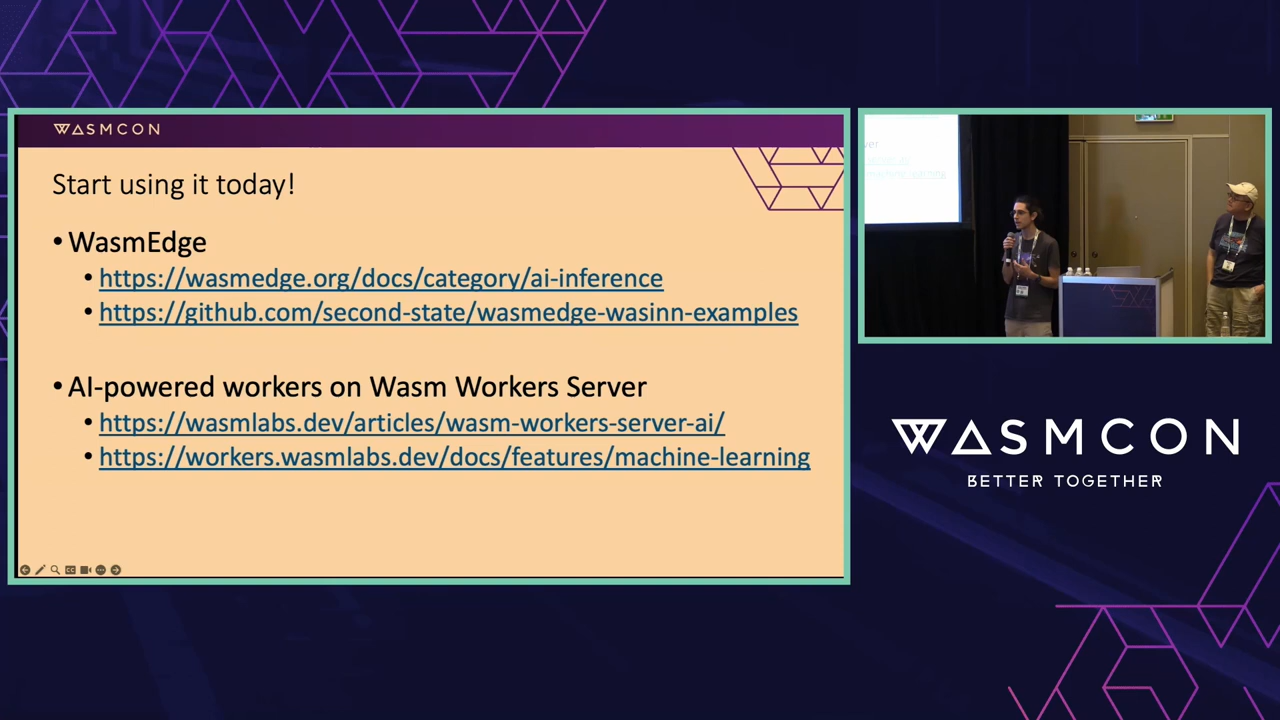 WASMCON
Start using it today!
• WasmEdge
• https://wasmedge.org/docs/category/ai-inference
• https://github.com/second-state/wasmedge-wasinn-examples
• AI-powered workers on Wasm Workers Server
• https://wasmlabs.dev/articles/wasm-workers-server-ai/
• https://workers.wasmlabs.dev/docs/features/machine-learning
WASMCON
BETTER TOGETHER